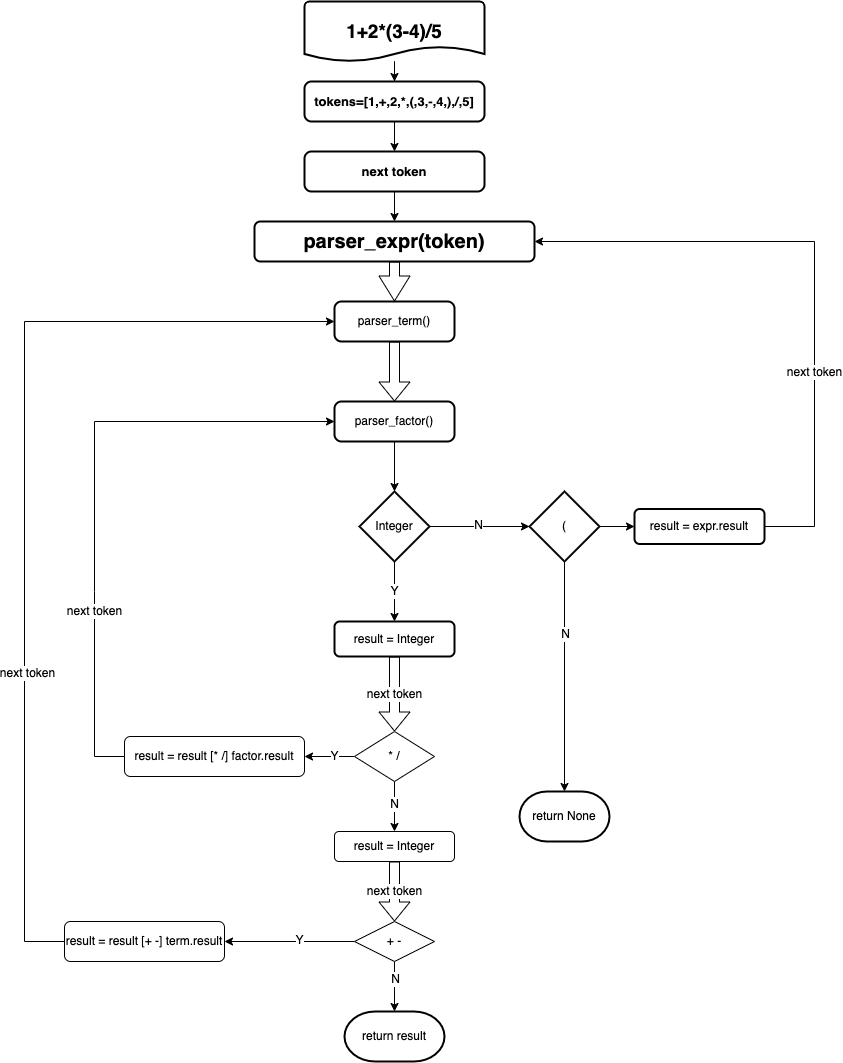 1+2*(3-4)/5
tokens=[1,+,2,*,(,3,-,4,),/,5]
next token
parser_expr(token)
parser_term()
next token
parser_factor()
Integer
N
(
result = expr.result
Y
next token
N
result = Integer
next token
next token
result = result [* /] factor.result
Y
* /
N
return None
result = Integer
next token
result = result [+ -] term.result
Y
+ -
N
return result